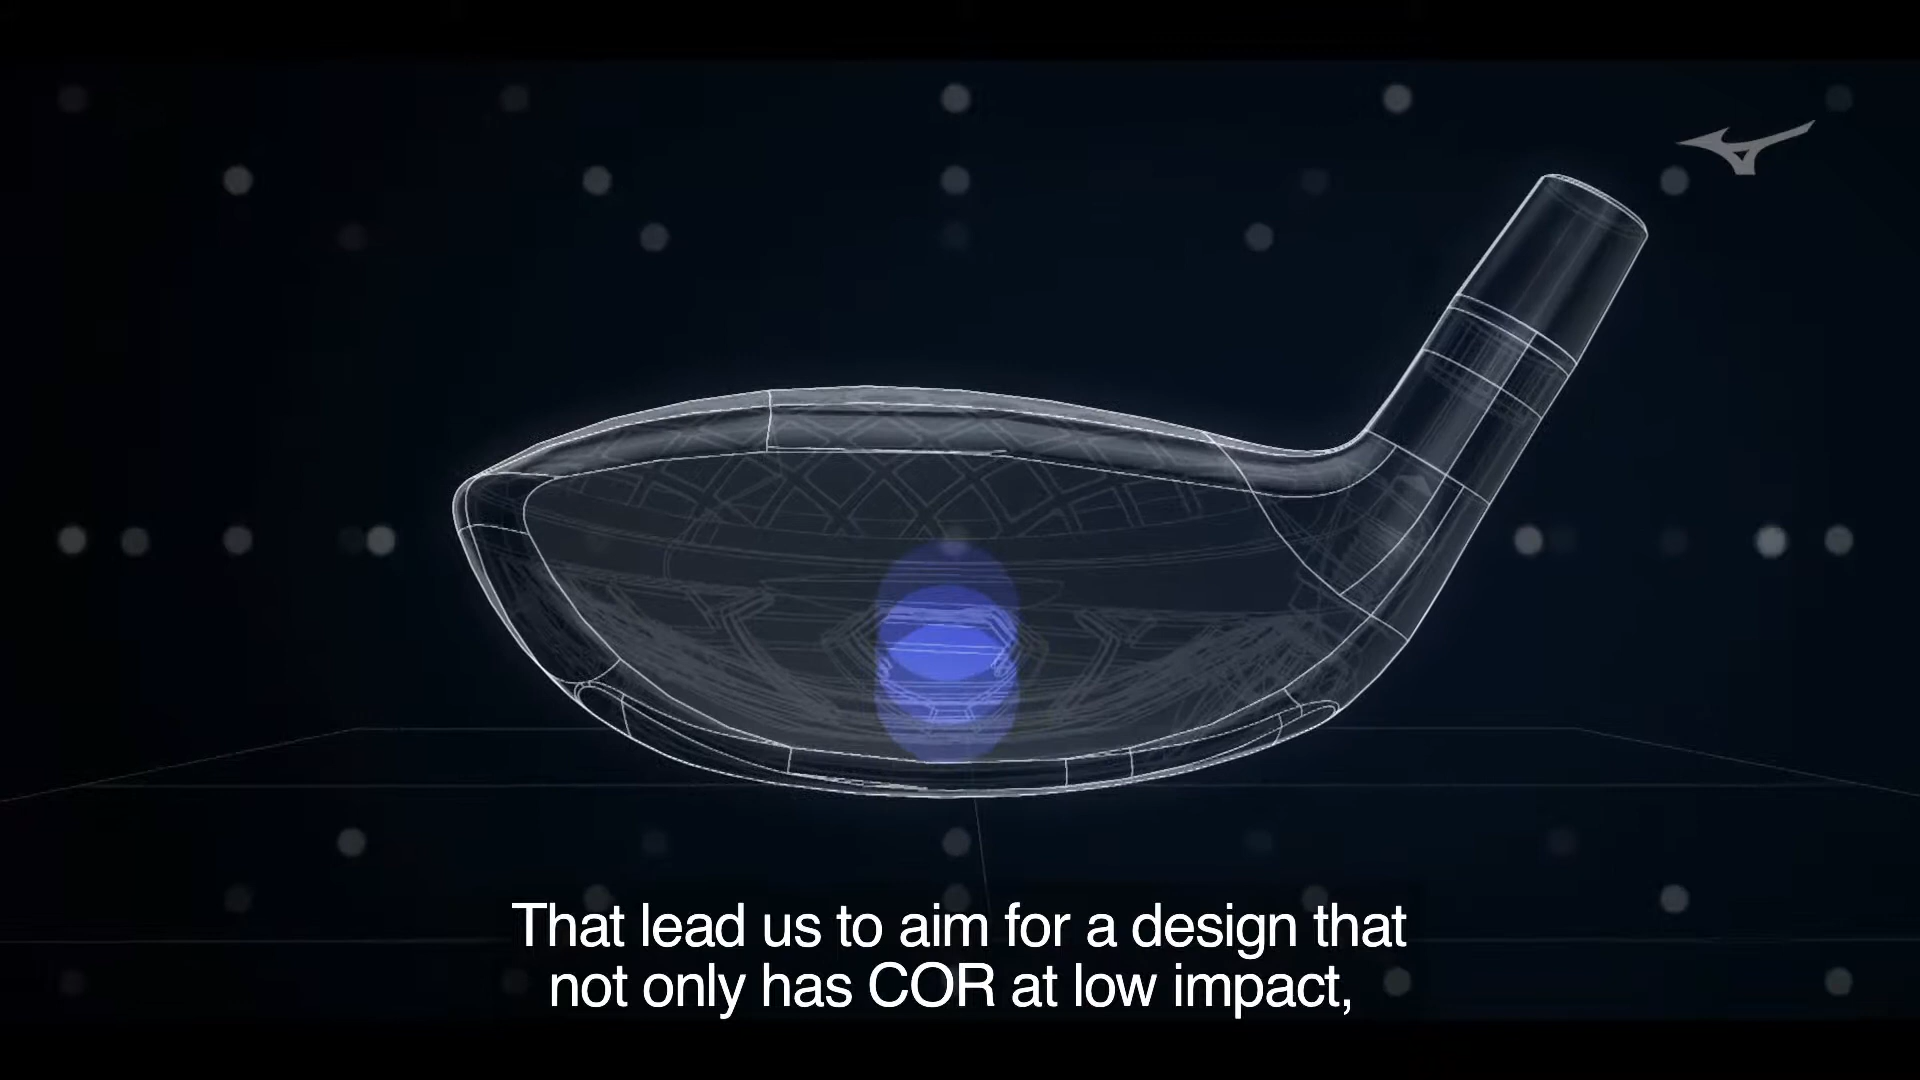 That lead us to aim for a design that
not only has COR at low impact,